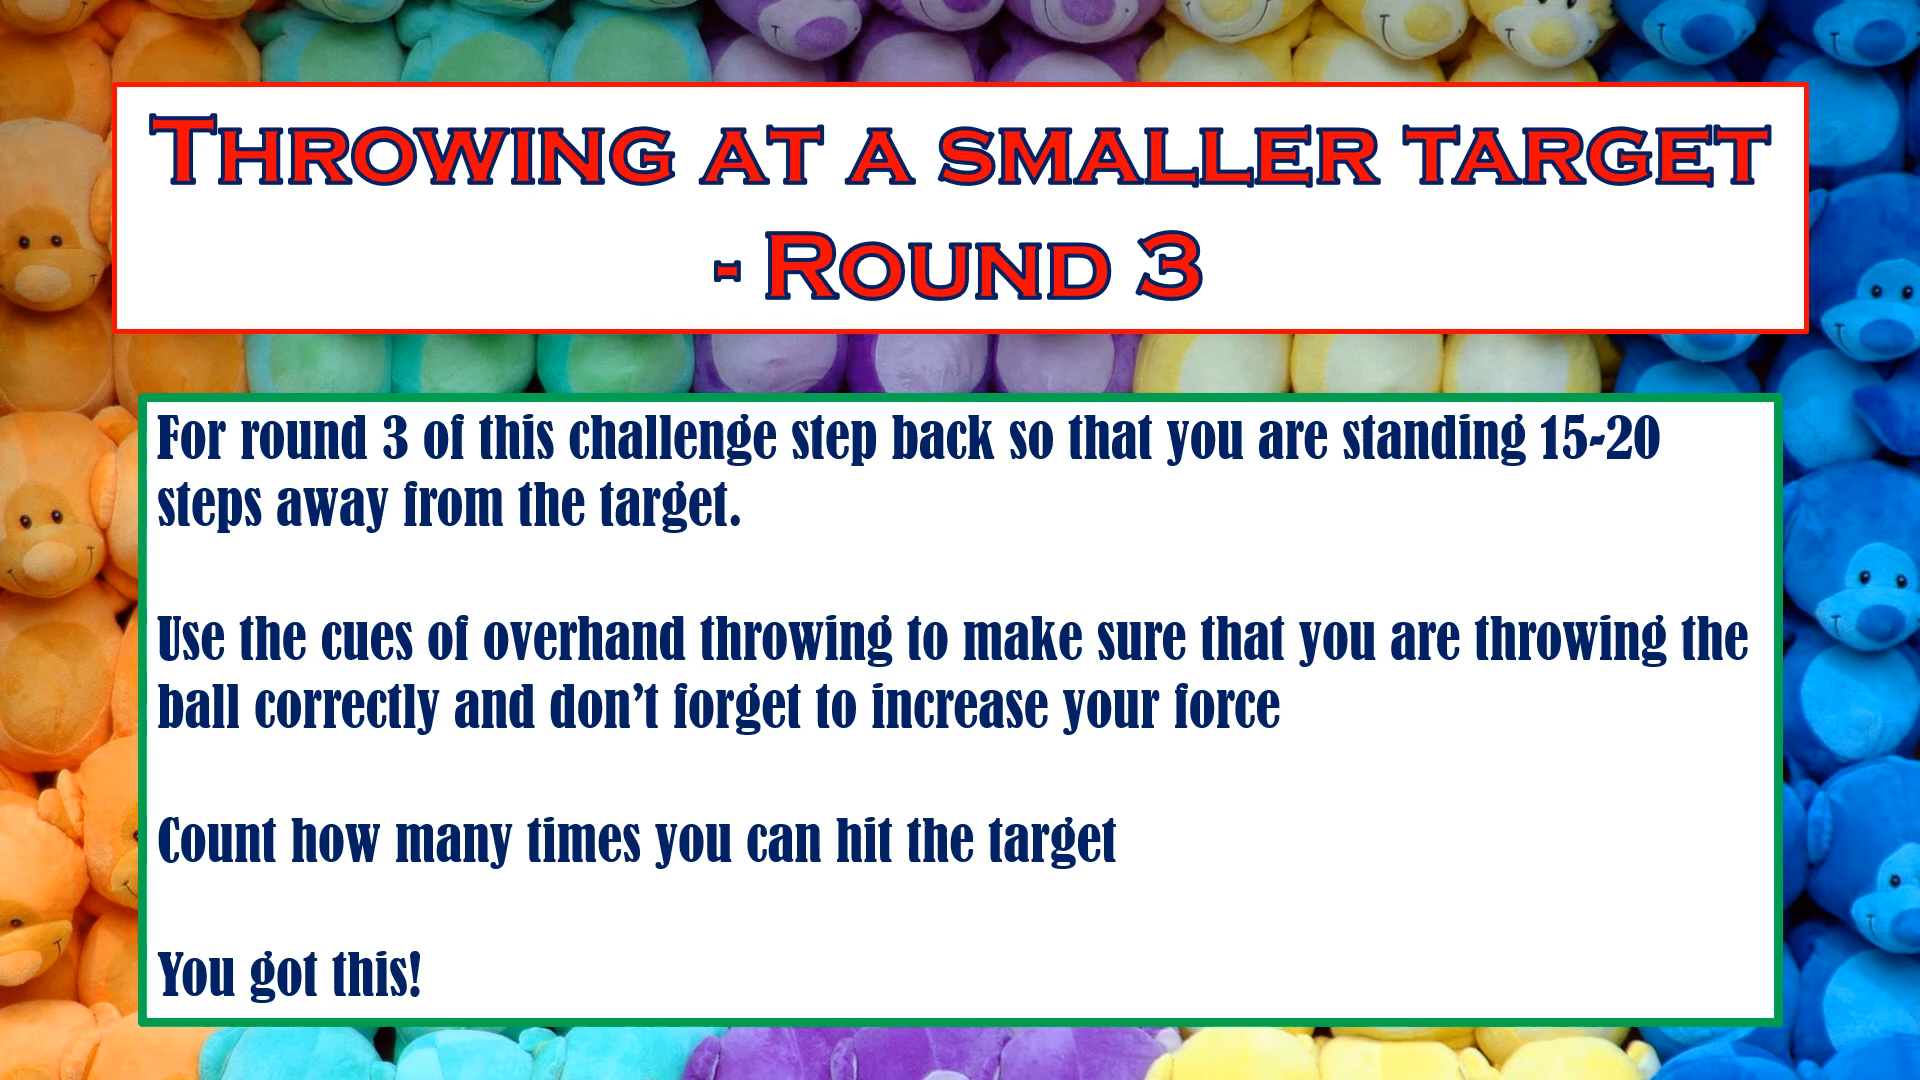 Throwing at a smaller target
- Round 3
For round 3 of this challenge step back so that you are standing 15-20
steps away from the target.
Use the cues of overhand throwing to make sure that you are throwing the
ball correctly and don’t forget to increase your force
Count how many times you can hit the target
You got this!